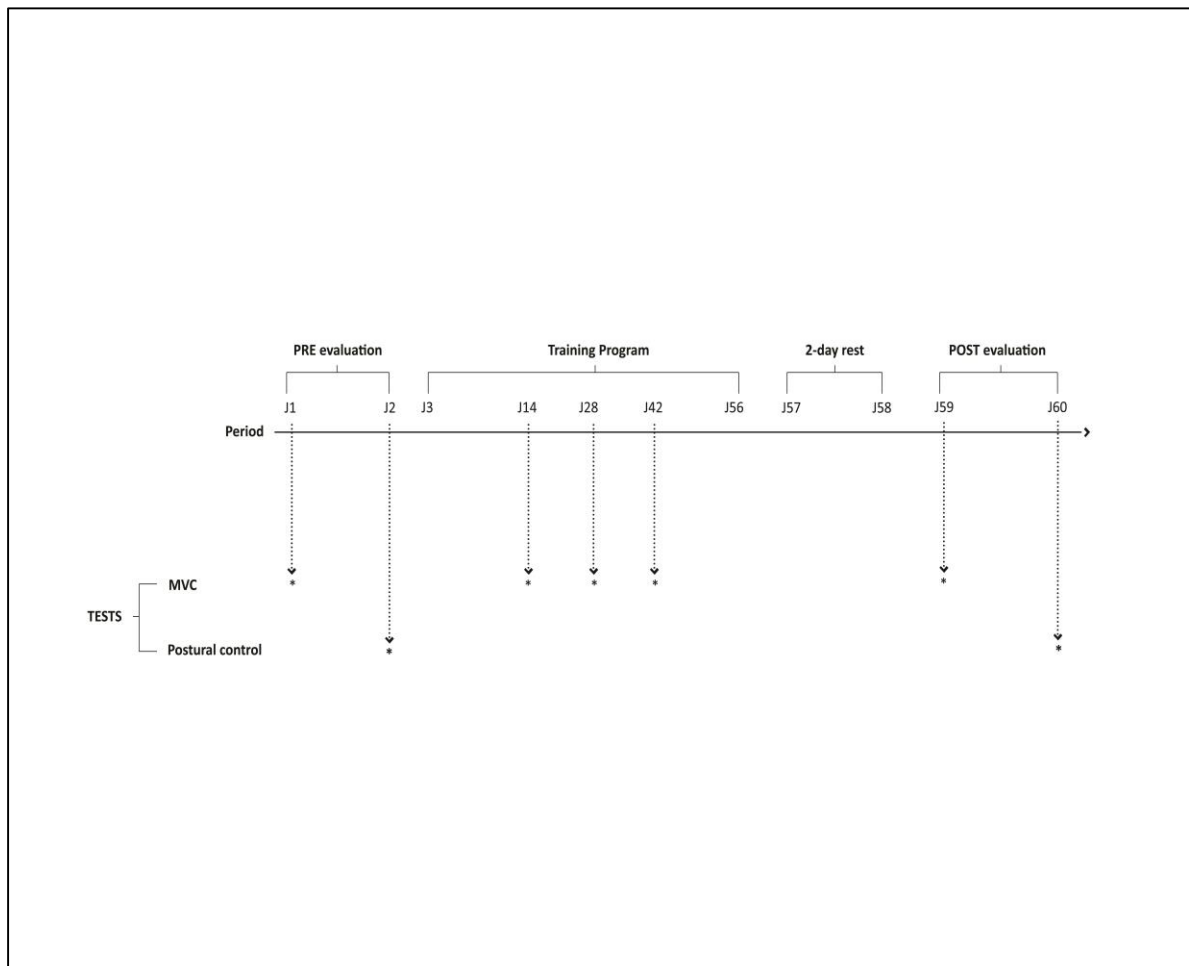 PRE evaluation Training Program 2-day rest POST evaluation
J1 J2 J3 J14 J28 J42 J56 J57 J58 J59 J60
Period
* * * * *
MVC
TESTS
Postural control
* *